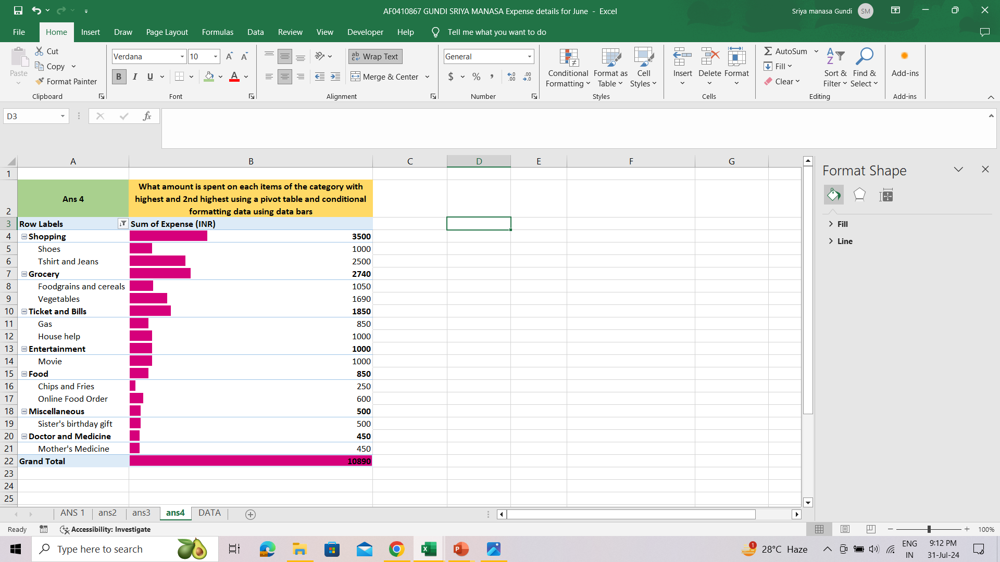 AF0410867 GUNDI SRIYA MANASA Expense details for June - Excel
Sriya manasa Gundi SM
File Home Insert Draw Page Layout Formulas Data Review View Developer Help Tell me what you want to do
Paste
Cut
Copy
Format Painter
Clipboard
Verdana 10
B I U A
Font
ab Wrap Text
Merge & Center
Alignment
General
$ % ,
Number
Conditional Formatting
Format as Table
Cell Styles
Styles
Insert Delete Format
Cells
AutoSum
Fill
Clear
Sort & Filter
Find & Select
Editing
Add-ins
Add-ins
D3 fx
A B C D E F G
1
2 Ans 4 What amount is spent on each items of the category with
highest and 2nd highest using a pivot table and conditional
formatting data using data bars
3 Row Labels Sum of Expense (INR)
4 Shopping 3500
5 Shoes 1000
6 Tshirt and Jeans 2500
7 Grocery 2740
8 Foodgrains and cereals 1050
9 Vegetables 1690
10 Ticket and Bills 1850
11 Gas 850
12 House help 1000
13 Entertainment 1000
14 Movie 1000
15 Food 850
16 Chips and Fries 250
17 Online Food Order 600
18 Miscellaneous 500
19 Sister's birthday gift 500
20 Doctor and Medicine 450
21 Mother's Medicine 450
22 Grand Total 10890
23
24
25
Format Shape
Fill
Line
ANS 1 ans2 ans3 ans4 DATA
Ready Accessibility: Investigate 100%
Type here to search
1 28°C Haze
ENG
IN
9:12 PM
31-Jul-24